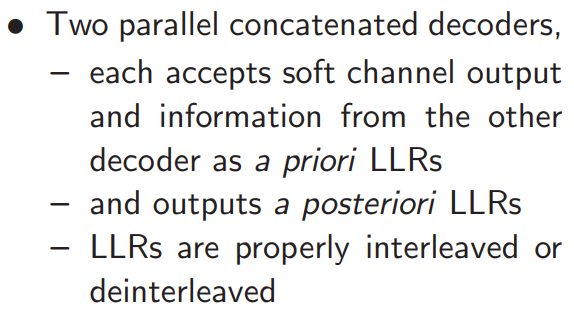 • Two parallel concatenated decoders,
– each accepts soft channel output
and information from the other
decoder as a priori LLRs
– and outputs a posteriori LLRs
– LLRs are properly interleaved or
deinterleaved